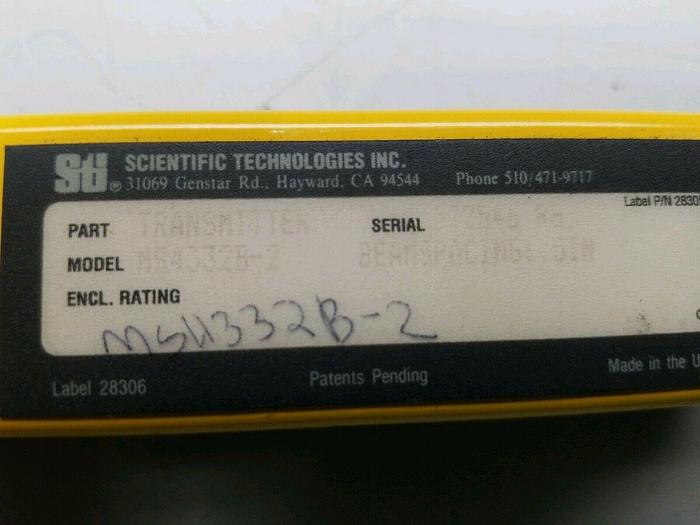 Sti ® SCIENTIFIC TECHNOLOGIES INC.
31069 Genstar Rd., Hayward, CA 94544 Phone 510/471-9717
Label P/N 2830
PART TRANSMITTER SERIAL
MODEL MS4332B-2 BEAMSPACING:
ENCL. RATING
MS4332B-2
Label 28306 Patents Pending Made in the U